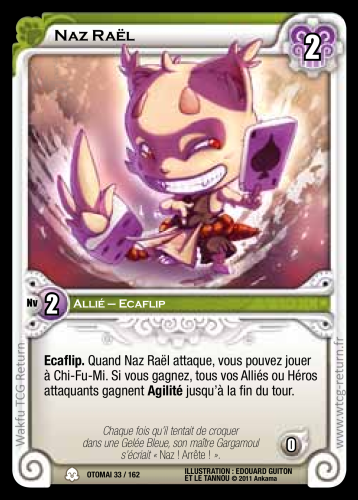 NAZ RAËL
2
Nv 2 ALLIÉ – ECAFLIP
Ecaflip. Quand Naz Raël attaque, vous pouvez jouer
à Chi-Fu-Mi. Si vous gagnez, tous vos Alliés ou Héros
attaquants gagnent Agilité jusqu'à la fin du tour.
Chaque fois qu'il tentait de croquer
dans une Gelée Bleue, son maître Gargamoul
s'écriait « Naz ! Arrête ! ».
0
OTOMAI 33 / 162
ILLUSTRATION : EDOUARD GUITON
ET LE TANNOU © 2011 Ankama
Wakfu TCG Return
www.wtcg-return.fr